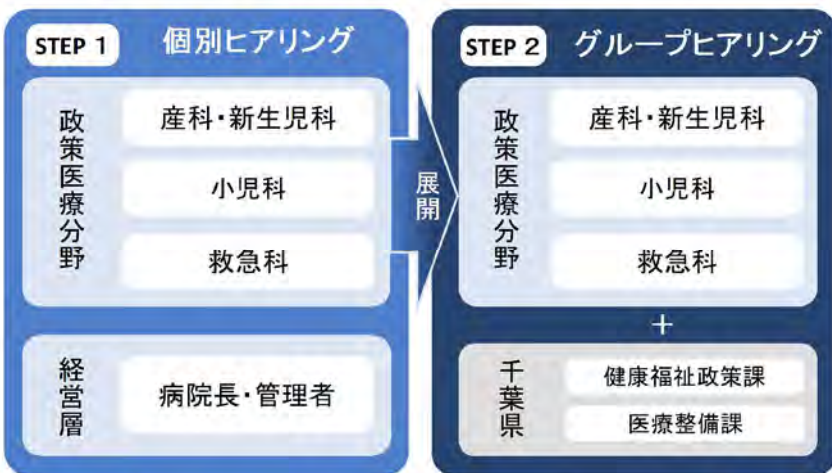 STEP 1 個別ヒアリング
政策医療分野
産科・新生児科
小児科
救急科
経営層
病院長・管理者
展開
STEP 2 グループヒアリング
政策医療分野
産科・新生児科
小児科
救急科
+
千葉県
健康福祉政策課
医療整備課